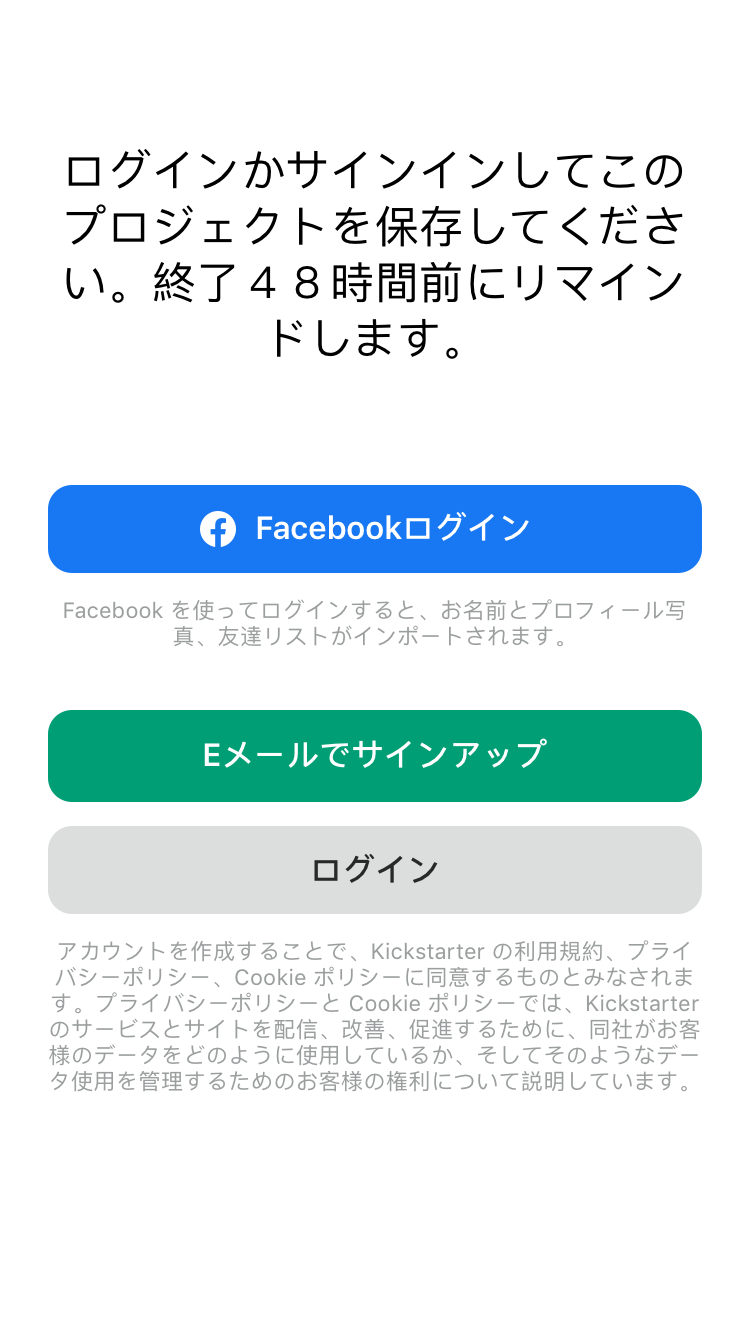 ログインかサインインしてこの
プロジェクトを保存してくださ
い。終了４８時間前にリマイン
ドします。
Facebookログイン
Facebook を使ってログインすると、お名前とプロフィール写
真、友達リストがインポートされます。
Eメールでサインアップ
ログイン
アカウントを作成することで、Kickstarter の利用規約、プライ
バシーポリシー、Cookie ポリシーに同意するものとみなされま
す。プライバシーポリシーと Cookie ポリシーでは、Kickstarter
のサービスとサイトを配信、改善、促進するために、同社がお客
様のデータをどのように使用しているか、そしてそのようなデー
タ使用を管理するためのお客様の権利について説明しています。